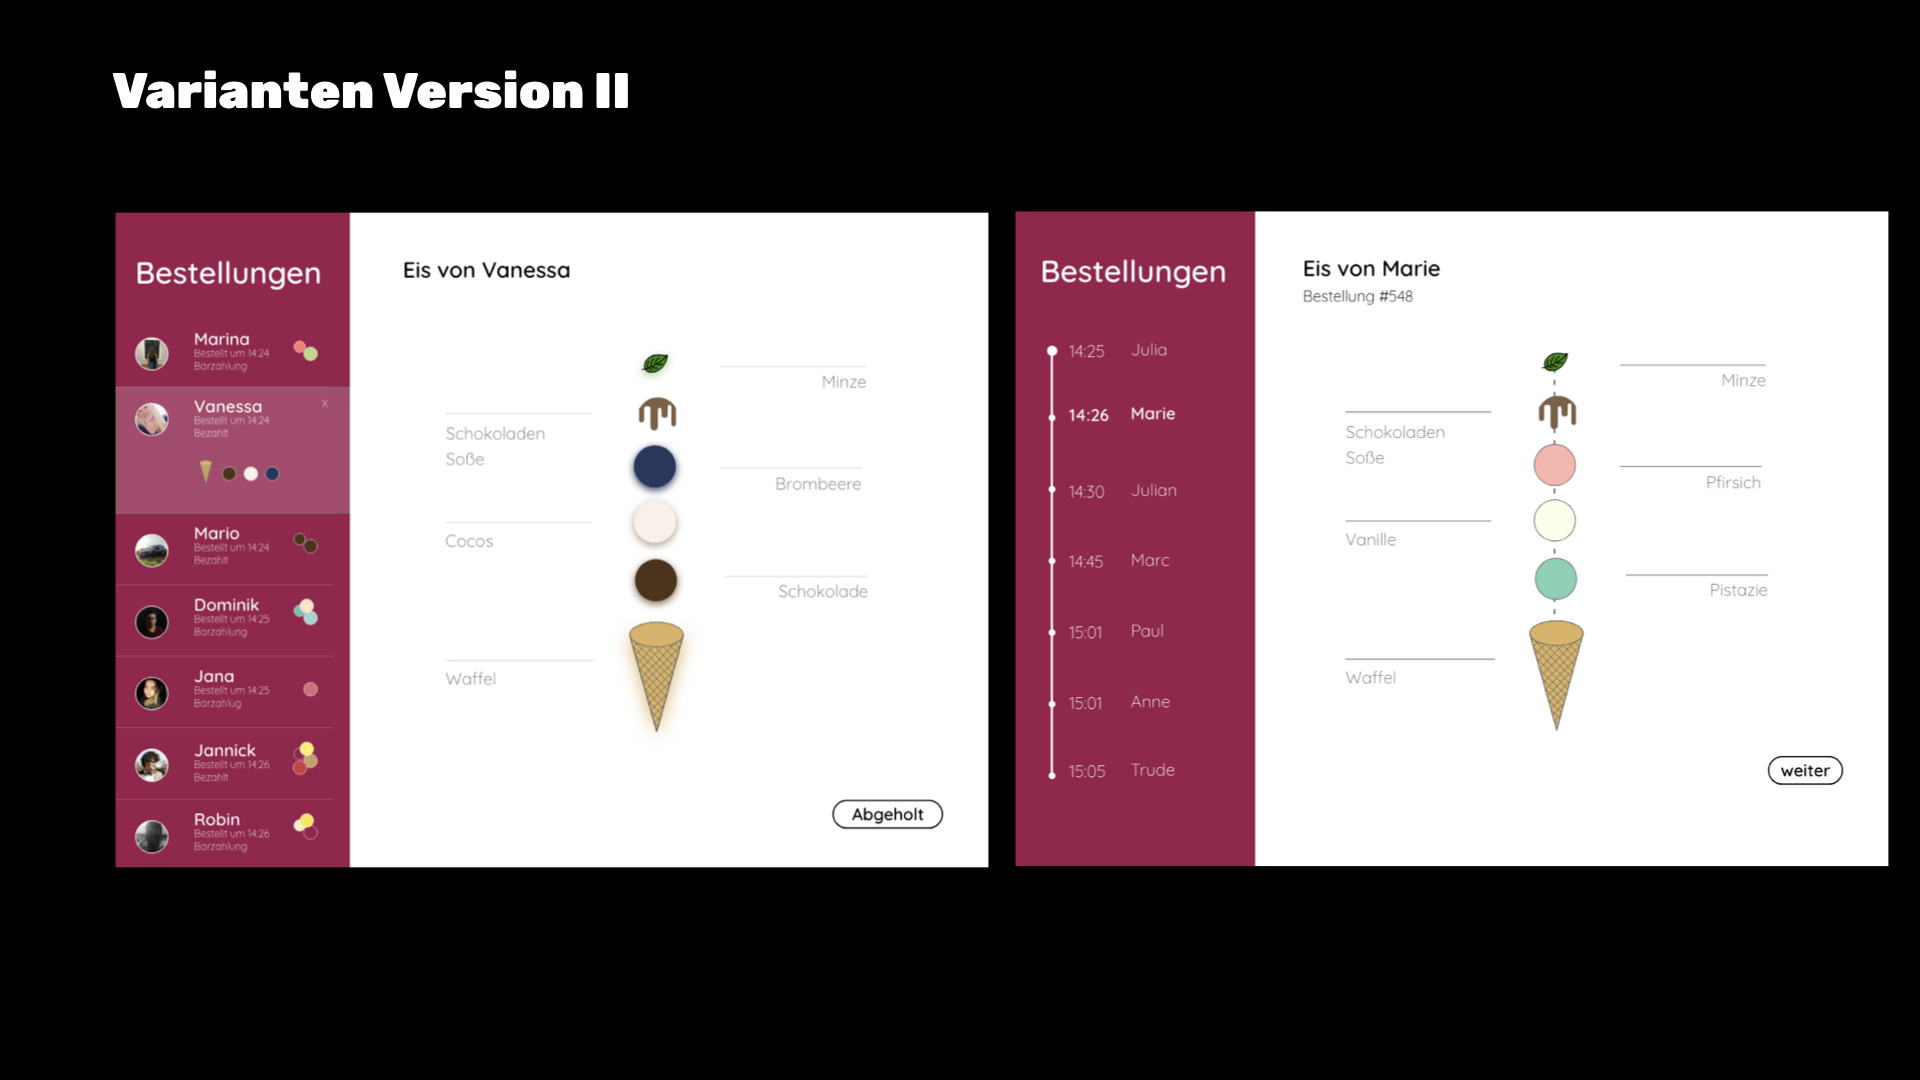 Varianten Version II
Bestellungen
Marina
Bestellt um 14:24
Barzahlung
Vanessa
x
Bestellt um 14:24
Bezahlt
Mario
Bestellt um 14:24
Bezahlt
Dominik
Bestellt um 14:25
Barzahlung
Jana
Bestellt um 14:25
Barzahlug
Jannick
Bestellt um 14:26
Bezahlt
Robin
Bestellt um 14:26
Barzahlung
Eis von Vanessa
Minze
Schokoladen
Soße
Brombeere
Cocos
Schokolade
Waffel
Abgeholt
Bestellungen
14:25 Julia
14:26 Marie
14:30 Julian
14:45 Marc
15:01 Paul
15:01 Anne
15:05 Trude
Eis von Marie
Bestellung #548
Minze
Schokoladen
Soße
Pfirsich
Vanille
Pistazie
Waffel
weiter